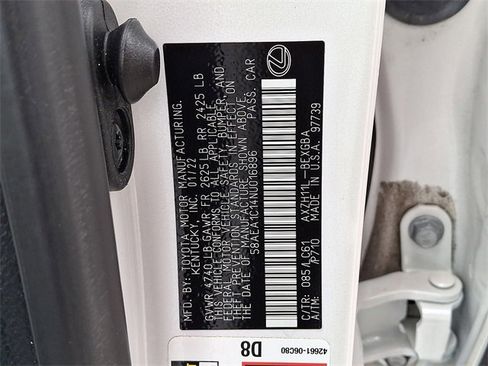 MFD. BY: TOYOTA MOTOR MANUFACTURING,
KENTUCKY, INC. 01/22
GVWR 4740 LB GAWR FR 2625 LB RR 2425 LB
THIS VEHICLE CONFORMS TO ALL APPLICABLE
FEDERAL MOTOR VEHICLE SAFETY, BUMPER, AND
THEFT PREVENTION STANDARDS IN EFFECT ON
THE DATE OF MANUFACTURE SHOWN ABOVE.
58AEA1C14NU016896 PASS. CAR
C/TR: 085/LC61 AXZH11L-BEXGBA
A/TM: /P710 MADE IN U.S.A. 97739
42661-06C80
D8